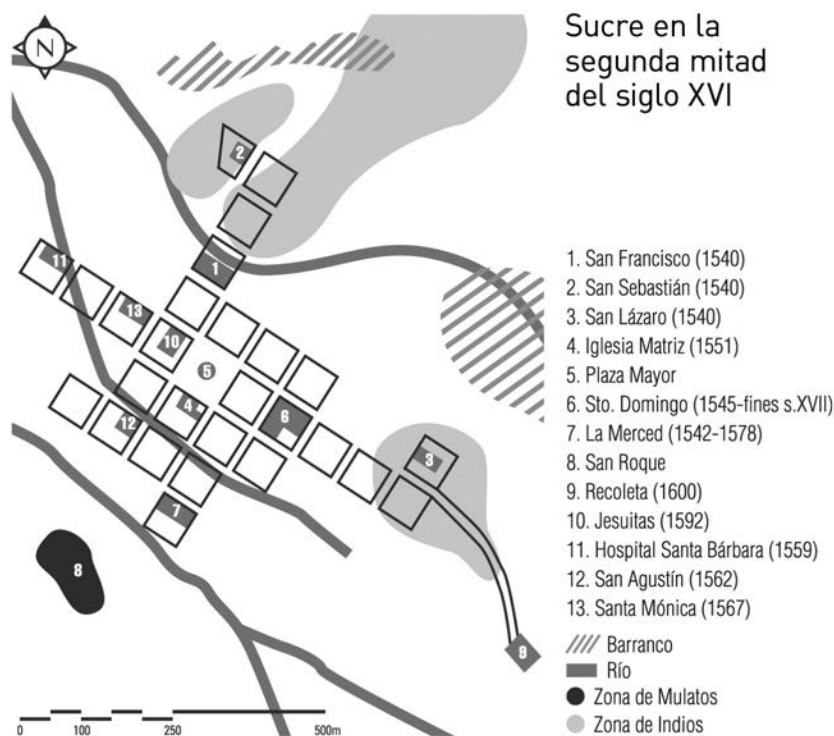 N
Sucre en la
segunda mitad
del siglo XVI
2
1
11
13
10
5
4
12
6
3
7
8
9
1. San Francisco (1540)
2. San Sebastián (1540)
3. San Lázaro (1540)
4. Iglesia Matriz (1551)
5. Plaza Mayor
6. Sto. Domingo (1545-fines s.XVII)
7. La Merced (1542-1578)
8. San Roque
9. Recoleta (1600)
10. Jesuitas (1592)
11. Hospital Santa Bárbara (1559)
12. San Agustín (1562)
13. Santa Mónica (1567)
Barranco
Río
Zona de Mulatos
Zona de Indios
0 100 250 500m